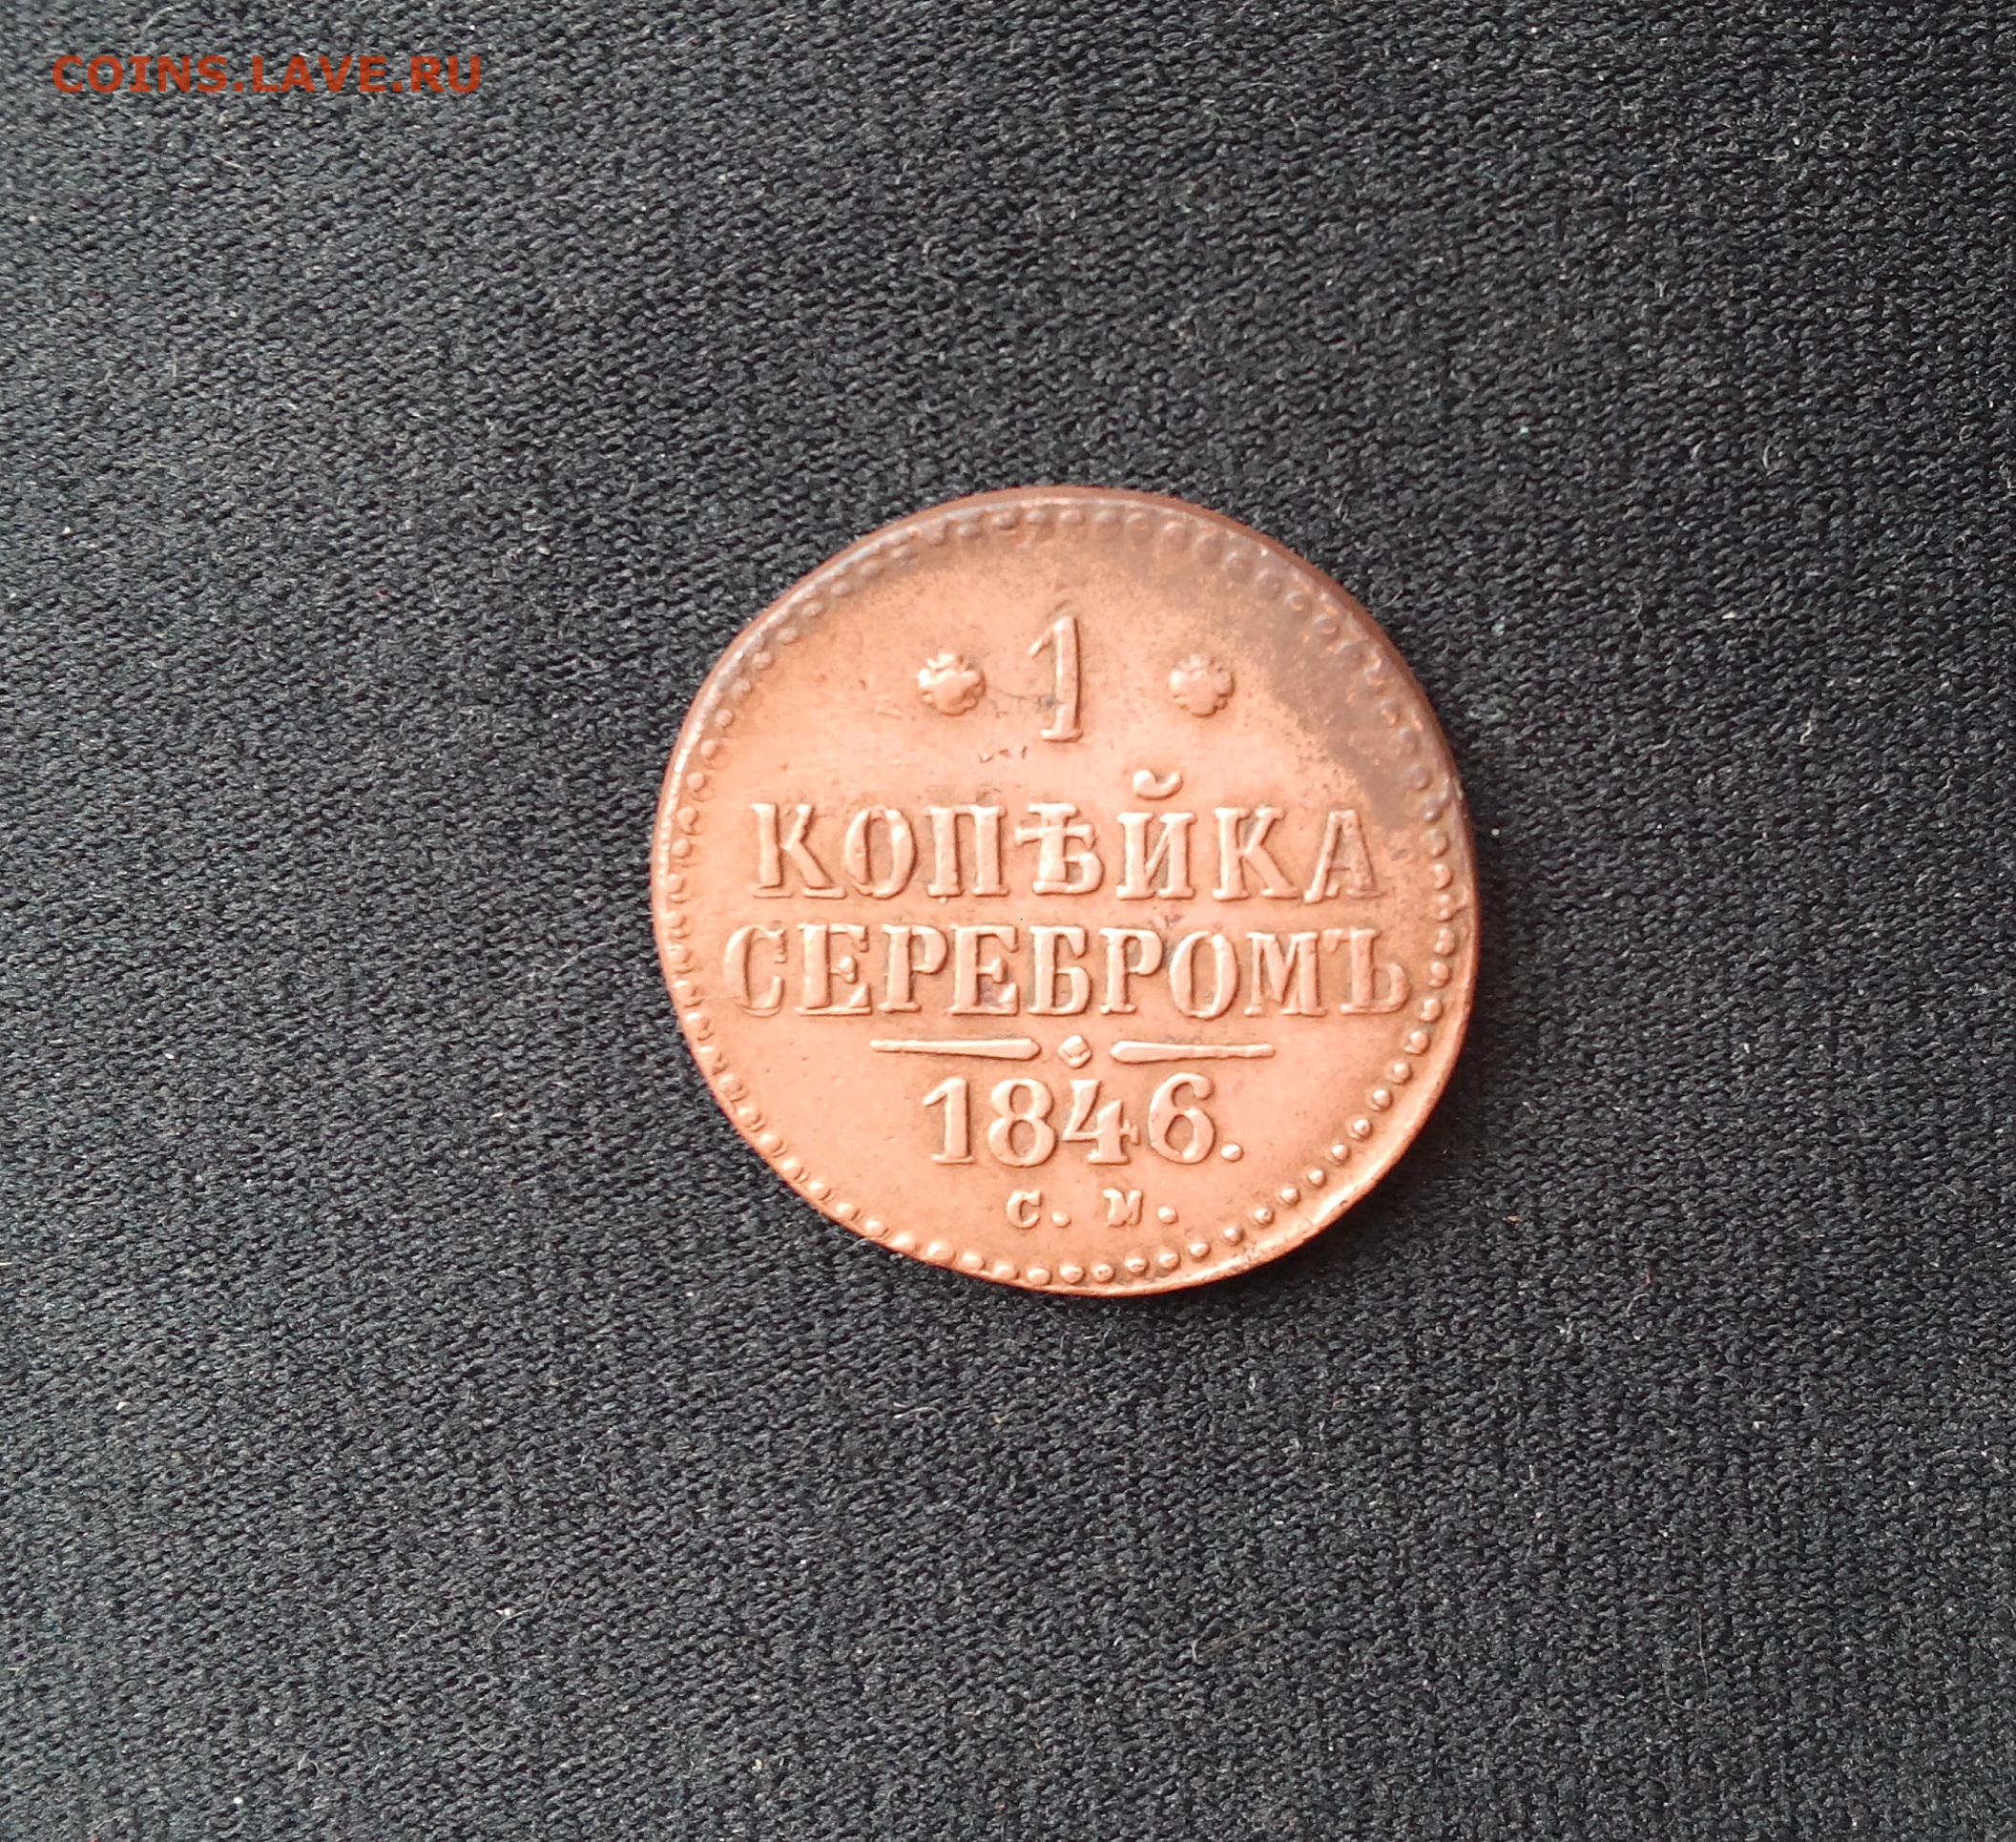 COINS.LAVE.RU
1
КОПѢЙКА
СЕРЕБРОМЪ
1846.
С. М.